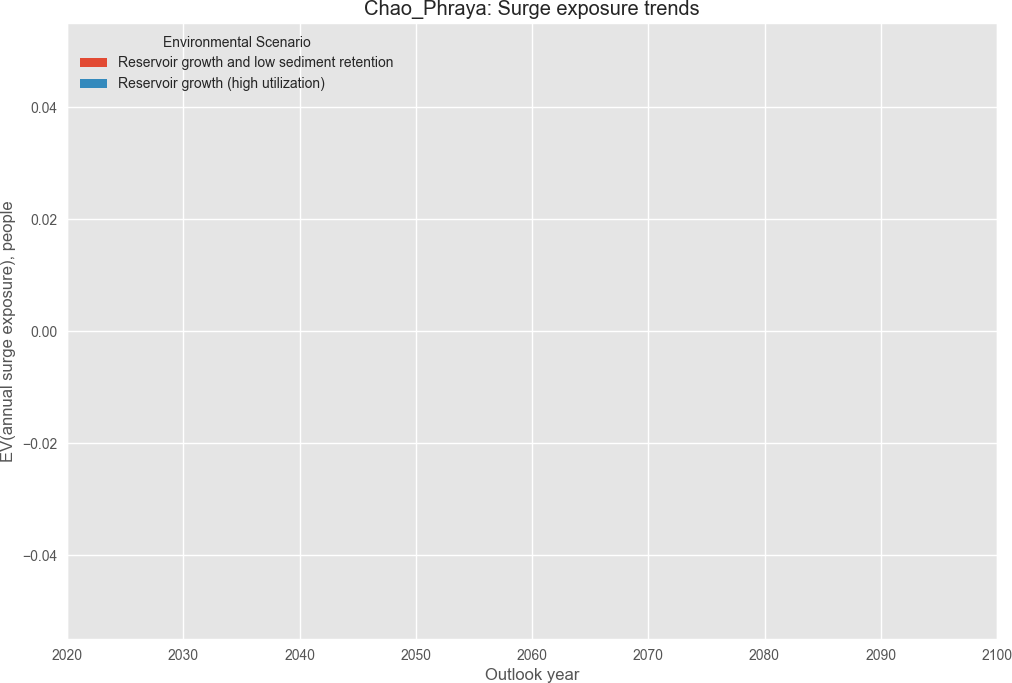 Chao_Phraya: Surge exposure trends
Environmental Scenario
Reservoir growth and low sediment retention
Reservoir growth (high utilization)
EV(annual surge exposure), people
0.04
0.02
0.00
−0.02
−0.04
2020 2030 2040 2050 2060 2070 2080 2090 2100
Outlook year